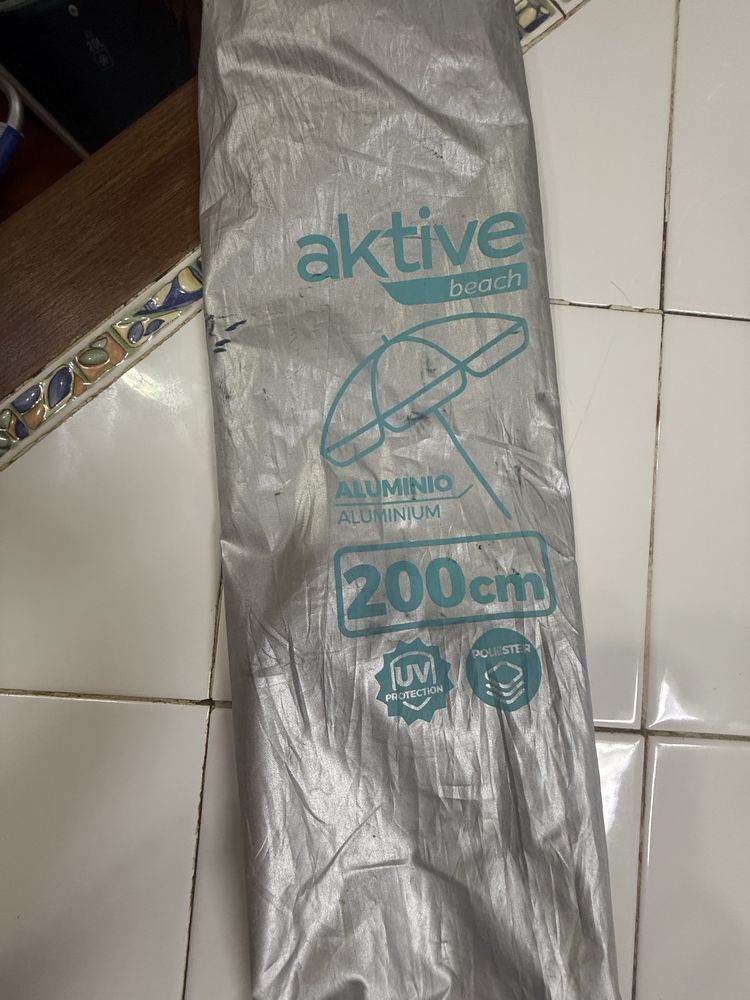 aktive
beach
ALUMINIO
ALUMINIUM
200cm
UV
PROTECTION
POLIESTER